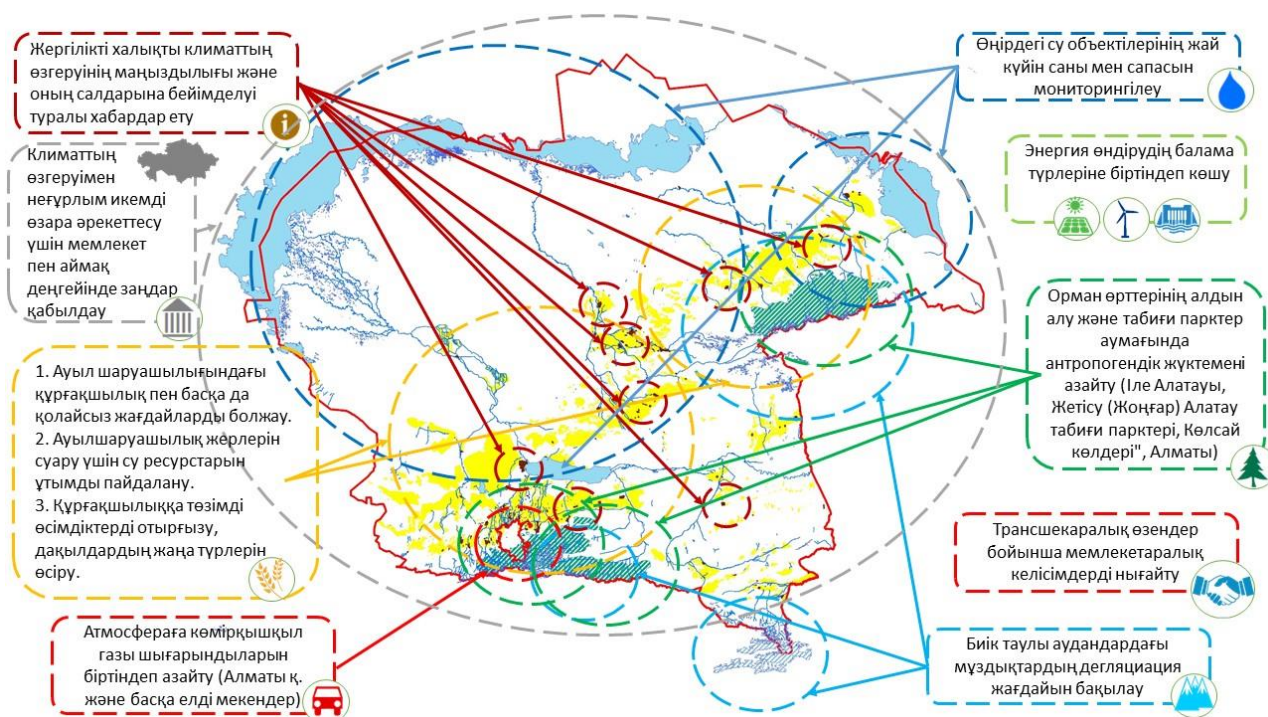 Жергілікті халықты климаттың
өзгеруінің маңыздылығы және
оның салдарына бейімделуі
туралы хабардар ету
Климаттың
өзгеруімен
неғұрлым икемді
өзара әрекеттесу
үшін мемлекет
пен аймақ
деңгейінде заңдар
қабылдау
1. Ауыл шаруашылығындағы
құрғақшылық пен басқа да
қолайсыз жағдайларды болжау.
2. Ауылшаруашылық жерлерін
суару үшін су ресурстарын
ұтымды пайдалану.
3. Құрғақшылыққа төзімді
өсімдіктерді отырғызу,
дақылдардың жаңа түрлерін
өсіру.
Атмосфераға көмірқышқыл
газы шығарындыларын
біртіндеп азайту (Алматы қ.
және басқа елді мекендер)
Өңірдегі су объектілерінің жай
күйін саны мен сапасын
мониторингілеу
Энергия өндірудің балама
түрлеріне біртіндеп көшу
Орман өрттерінің алдын
алу және табиғи парктер
аумағында
антропогендік жүктемені
азайту (Іле Алатауы,
Жетісу (Жоңғар) Алатау
табиғи парктері, Көлсай
көлдері", Алматы)
Трансшекаралық өзендер
бойынша мемлекетаралық
келісімдерді нығайту
Биік таулы аудандардағы
мұздықтардың дегляциация
жағдайын бақылау